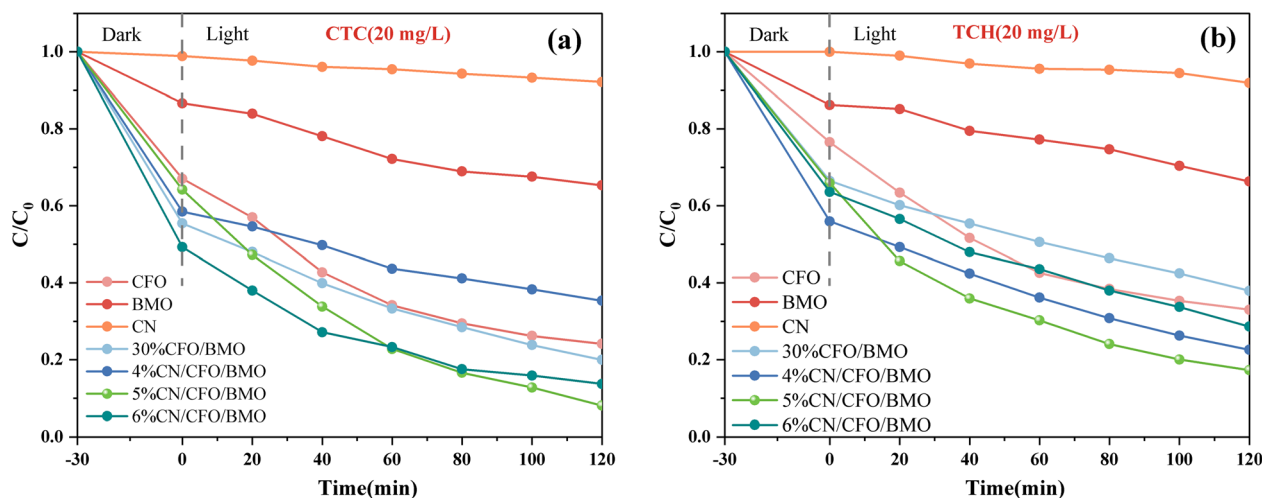 Dark Light CTC(20 mg/L) (a)
1.0
0.8
0.6
0.4
0.2
0.0
C/C0
CFO
BMO
CN
30%CFO/BMO
4%CN/CFO/BMO
5%CN/CFO/BMO
6%CN/CFO/BMO
-30 0 20 40 60 80 100 120
Time(min)
Dark Light TCH(20 mg/L) (b)
1.0
0.8
0.6
0.4
0.2
0.0
C/C0
CFO
BMO
CN
30%CFO/BMO
4%CN/CFO/BMO
5%CN/CFO/BMO
6%CN/CFO/BMO
-30 0 20 40 60 80 100 120
Time(min)